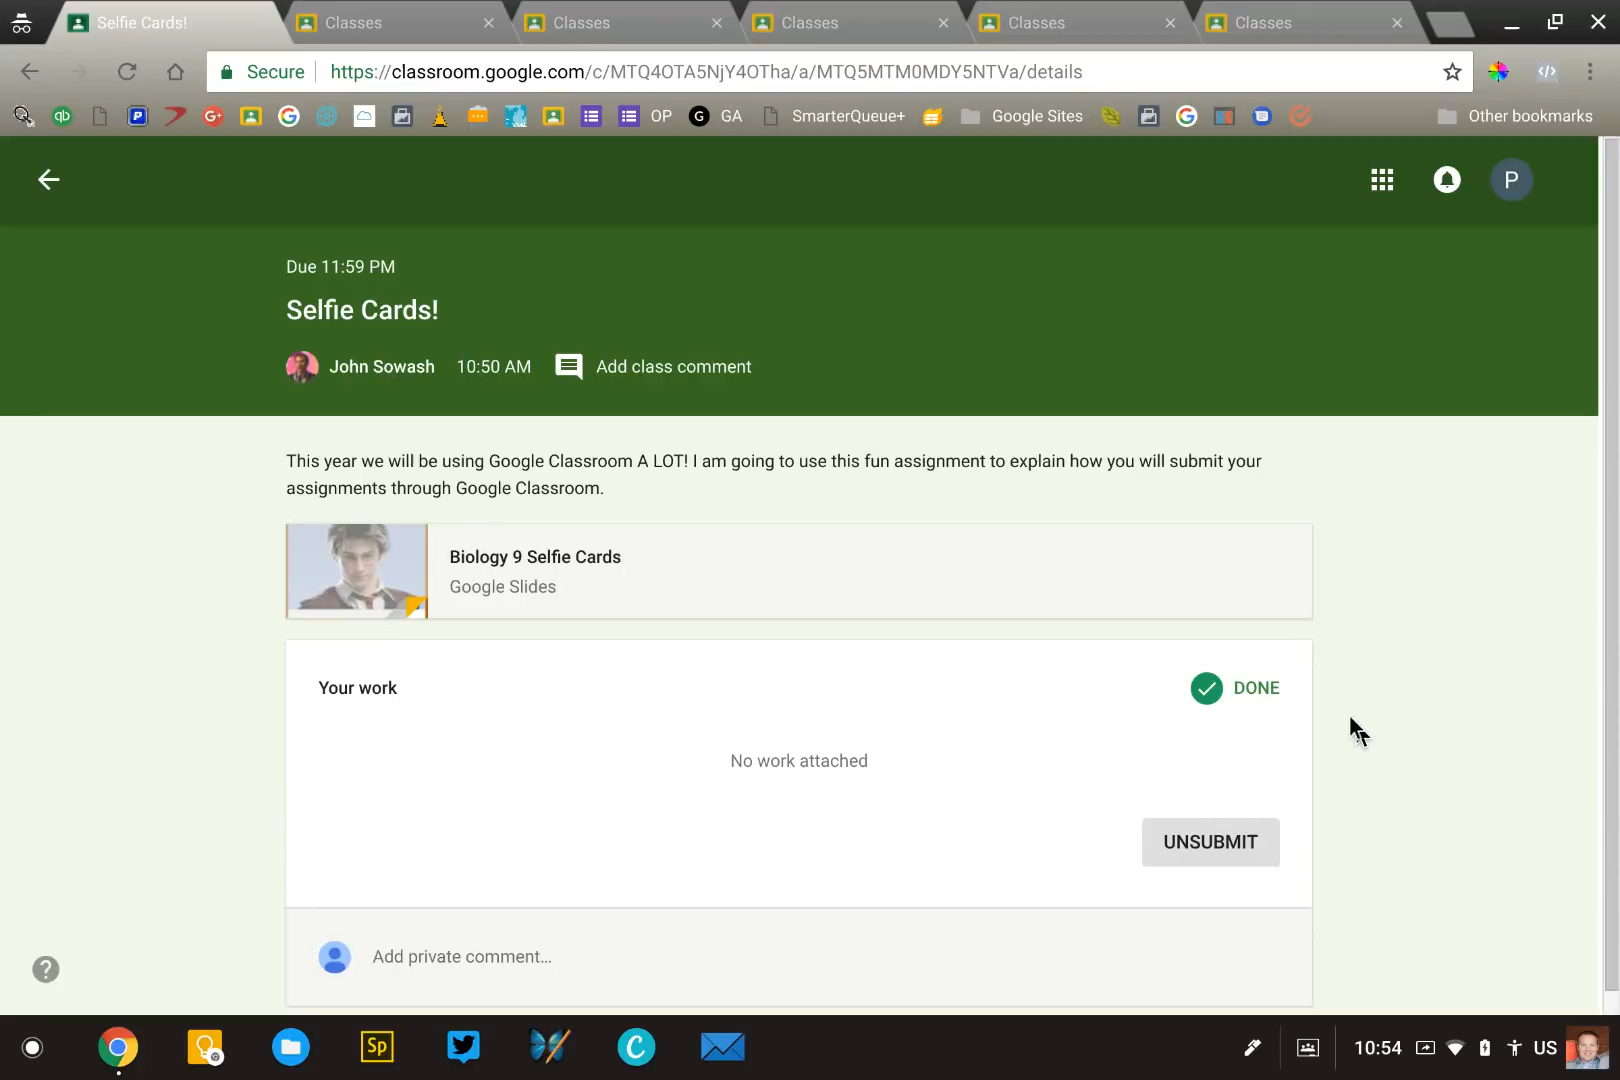 Selfie Cards!
Classes
Classes
Classes
Classes
Classes
Secure https://classroom.google.com/c/MTQ4OTA5NjY4OTha/a/MTQ5MTM0MDY5NTVa/details
qb P G+ G OP G GA SmarterQueue+ Google Sites G Other bookmarks
P
Due 11:59 PM
Selfie Cards!
John Sowash 10:50 AM Add class comment
This year we will be using Google Classroom A LOT! I am going to use this fun assignment to explain how you will submit your
assignments through Google Classroom.
Biology 9 Selfie Cards
Google Slides
Your work
DONE
No work attached
UNSUBMIT
Add private comment...
?
Sp C 10:54 US